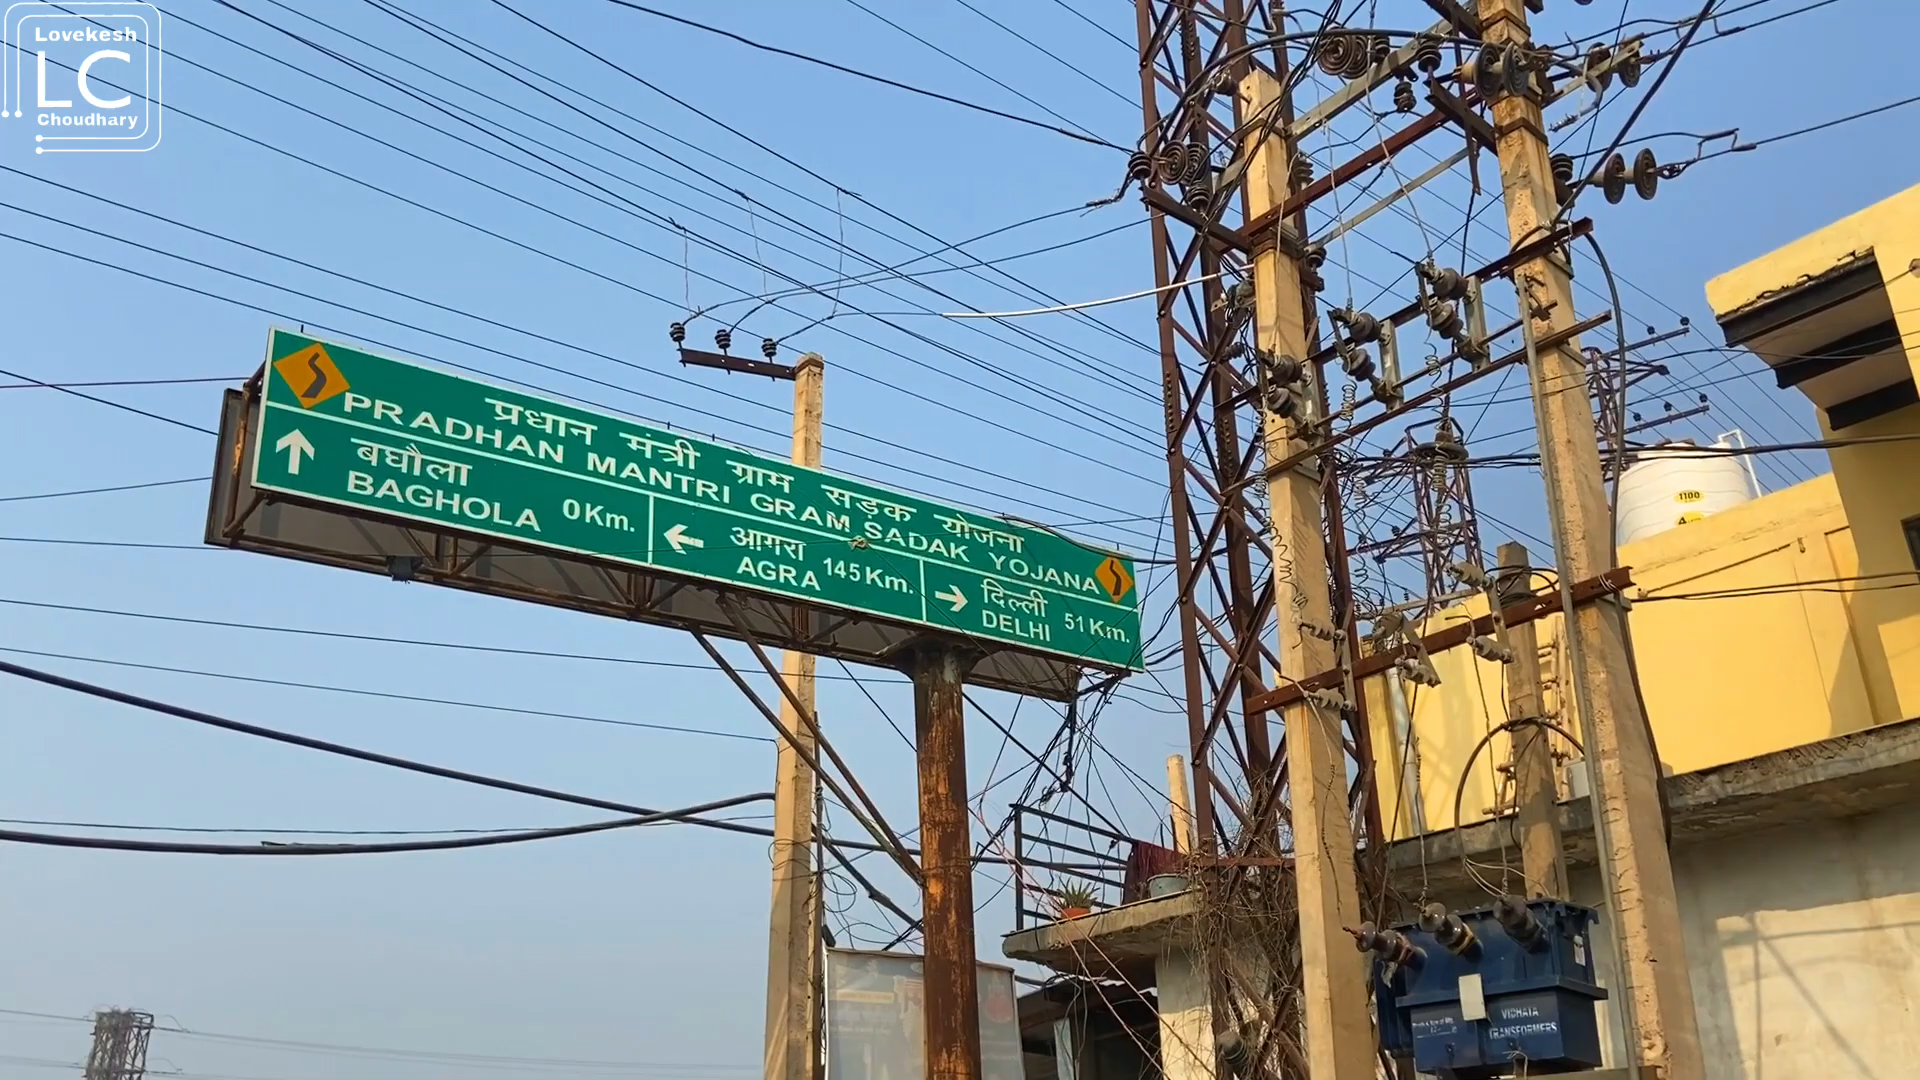 Lovekesh
LC
Choudhary
प्रधान मंत्री ग्राम सड़क योजना
PRADHAN MANTRI GRAM SADAK YOJANA
बघौला
BAGHOLA
0Km.
आगरा
AGRA
145Km.
दिल्ली
DELHI
51Km.
1100
VIDHATA
TRANSFORMERS